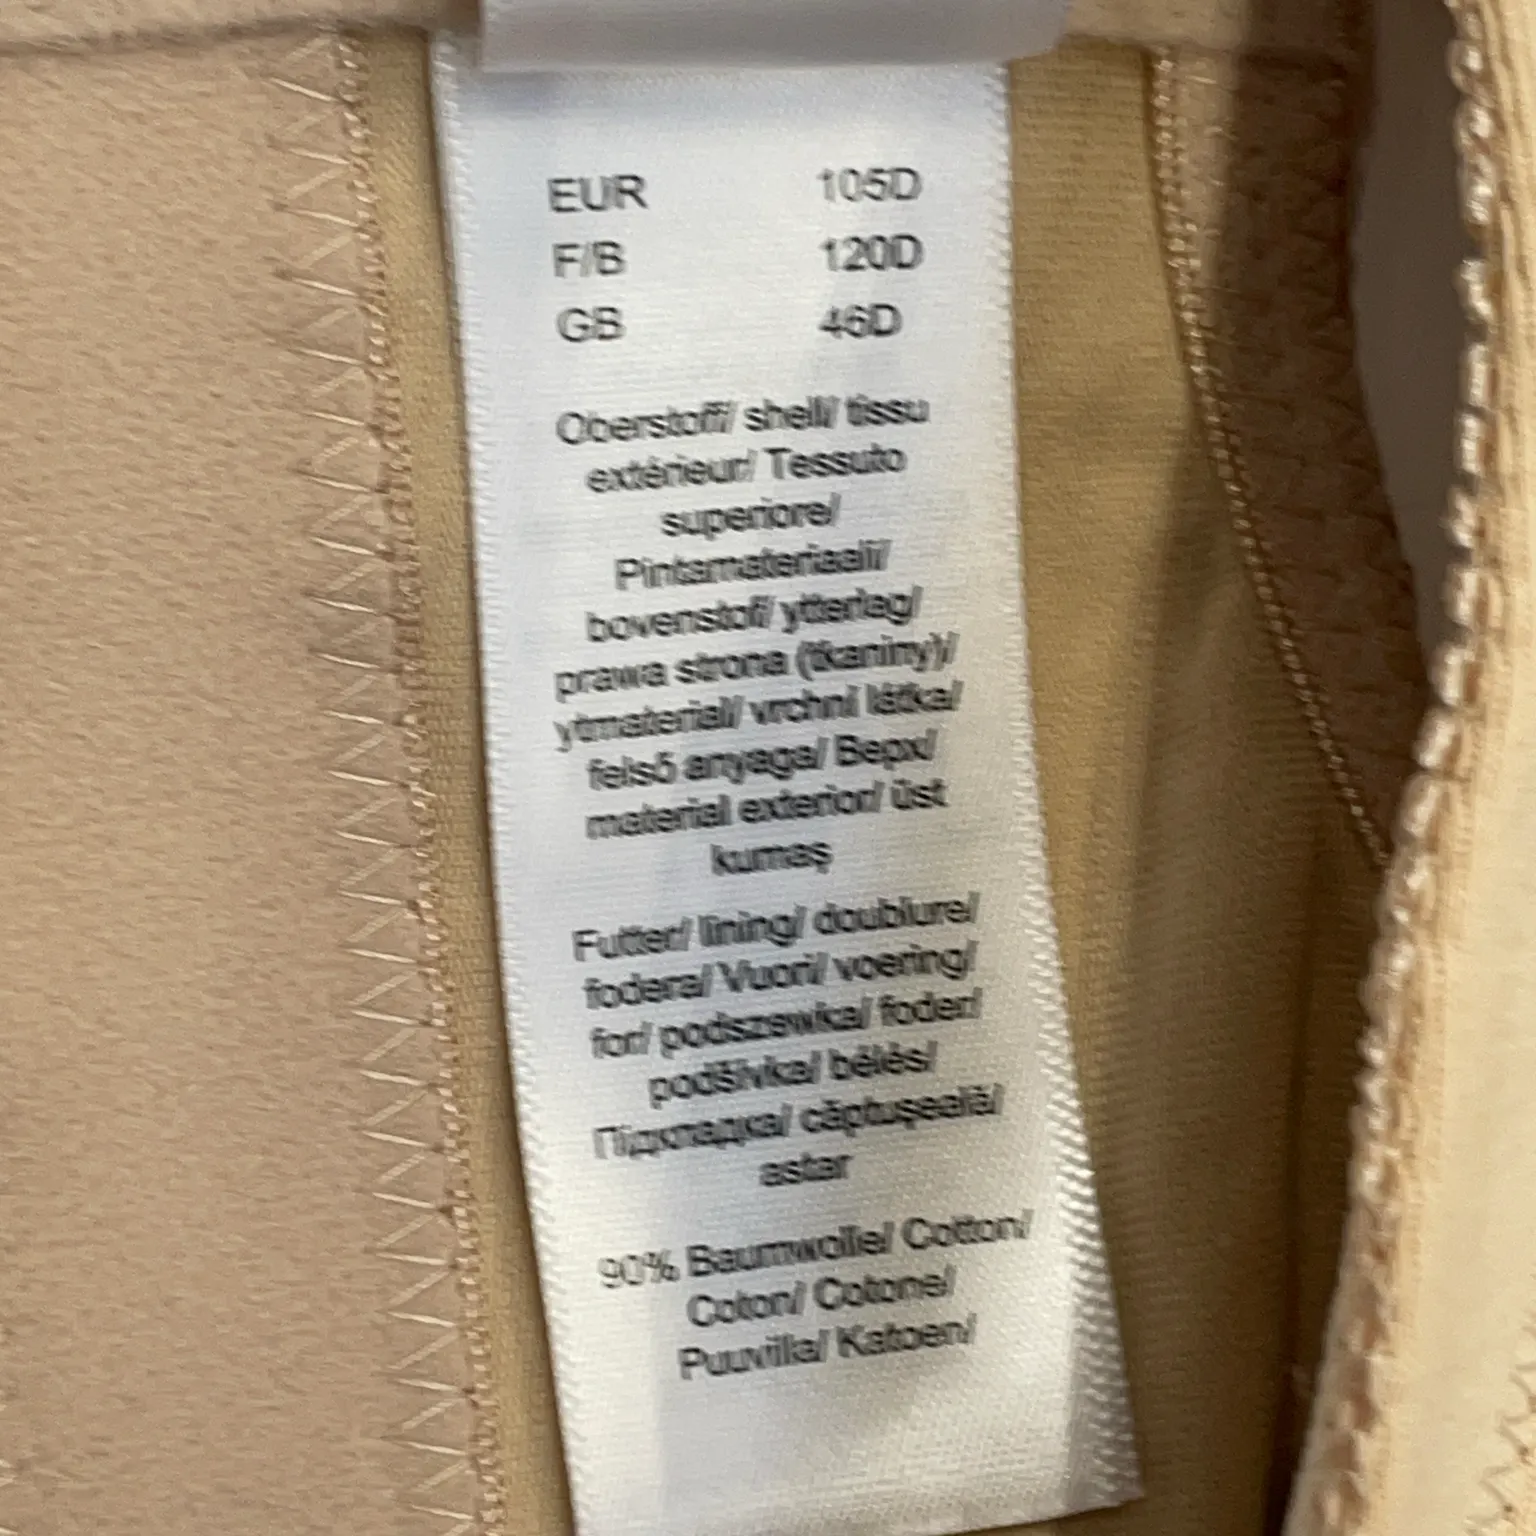 EUR 105D
F/B 120D
GB 46D
Oberstoff/ shell/ tissu
extérieur/ Tessuto
superiore/
Pintamateriaali/
bovenstof/ ytterlag/
prawa strona (tkaniny)/
ytmaterial/ vrchní látka/
felső anyaga/ Верх/
material exterior/ üst
kumaş
Futter/ lining/ doublure/
fodera/ Vuori/ voering/
for/ podszewka/ foder/
podšívka/ bélés/
Підкладка/ căptuşeală/
astar
90% Baumwolle/ Cotton/
Coton/ Cotone/
Puuvilla/ Katoen/